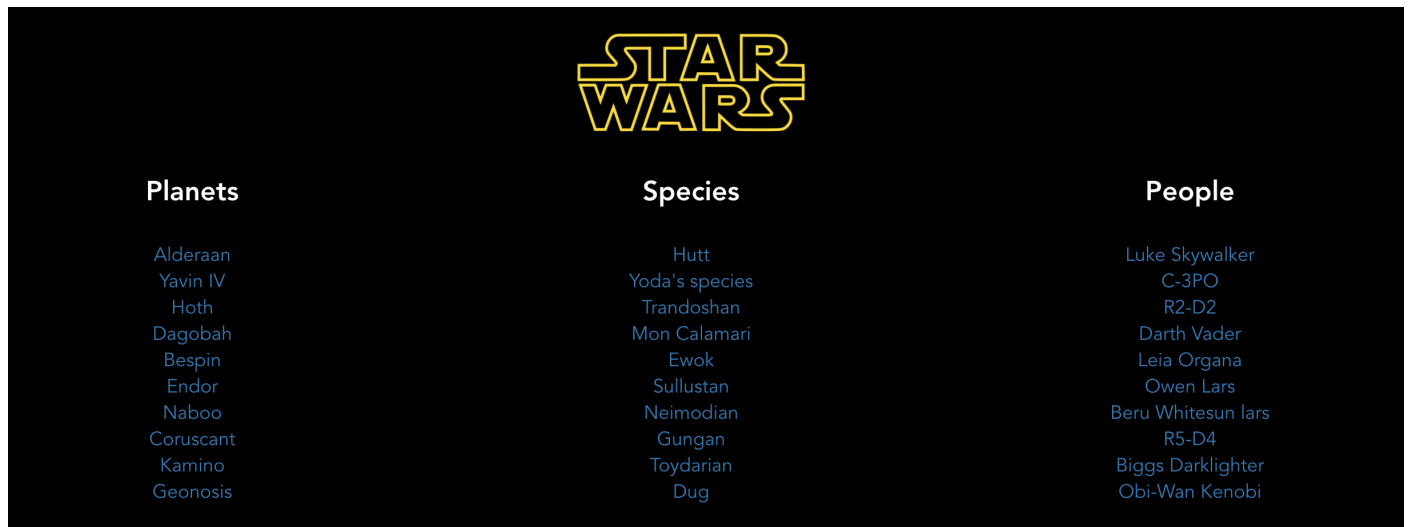 STAR
WARS
Planets
Alderaan
Yavin IV
Hoth
Dagobah
Bespin
Endor
Naboo
Coruscant
Kamino
Geonosis
Species
Hutt
Yoda's species
Trandoshan
Mon Calamari
Ewok
Sullustan
Neimodian
Gungan
Toydarian
Dug
People
Luke Skywalker
C-3PO
R2-D2
Darth Vader
Leia Organa
Owen Lars
Beru Whitesun lars
R5-D4
Biggs Darklighter
Obi-Wan Kenobi